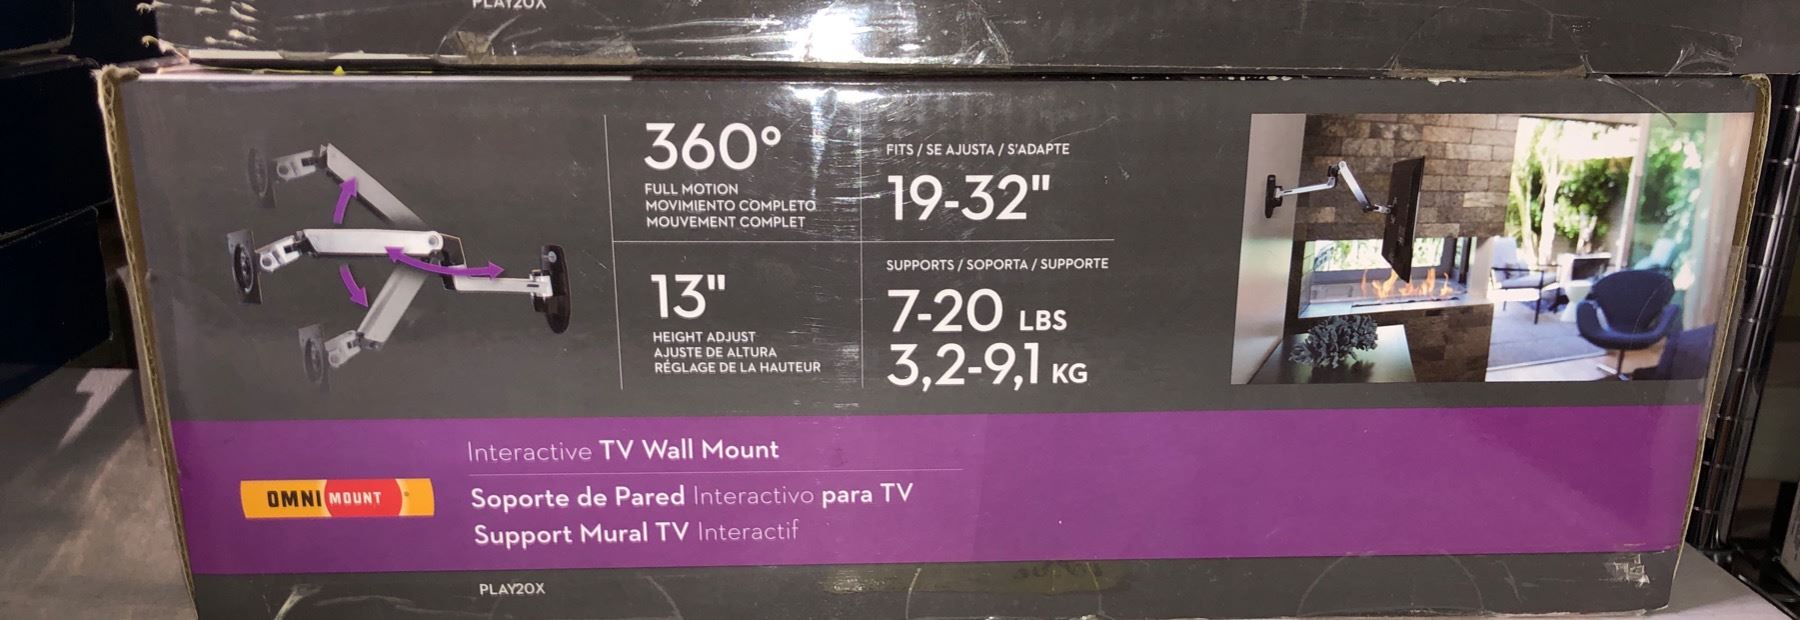 PLAY20X
360°
FULL MOTION
MOVIMIENTO COMPLETO
MOUVEMENT COMPLET
FITS / SE AJUSTA / S'ADAPTE
19-32"
13"
HEIGHT ADJUST
AJUSTE DE ALTURA
RÉGLAGE DE LA HAUTEUR
SUPPORTS / SOPORTA / SUPPORTE
7-20 LBS
3,2-9,1 KG
Interactive TV Wall Mount
OMNIMOUNT
Soporte de Pared Interactivo para TV
Support Mural TV Interactif
PLAY20X